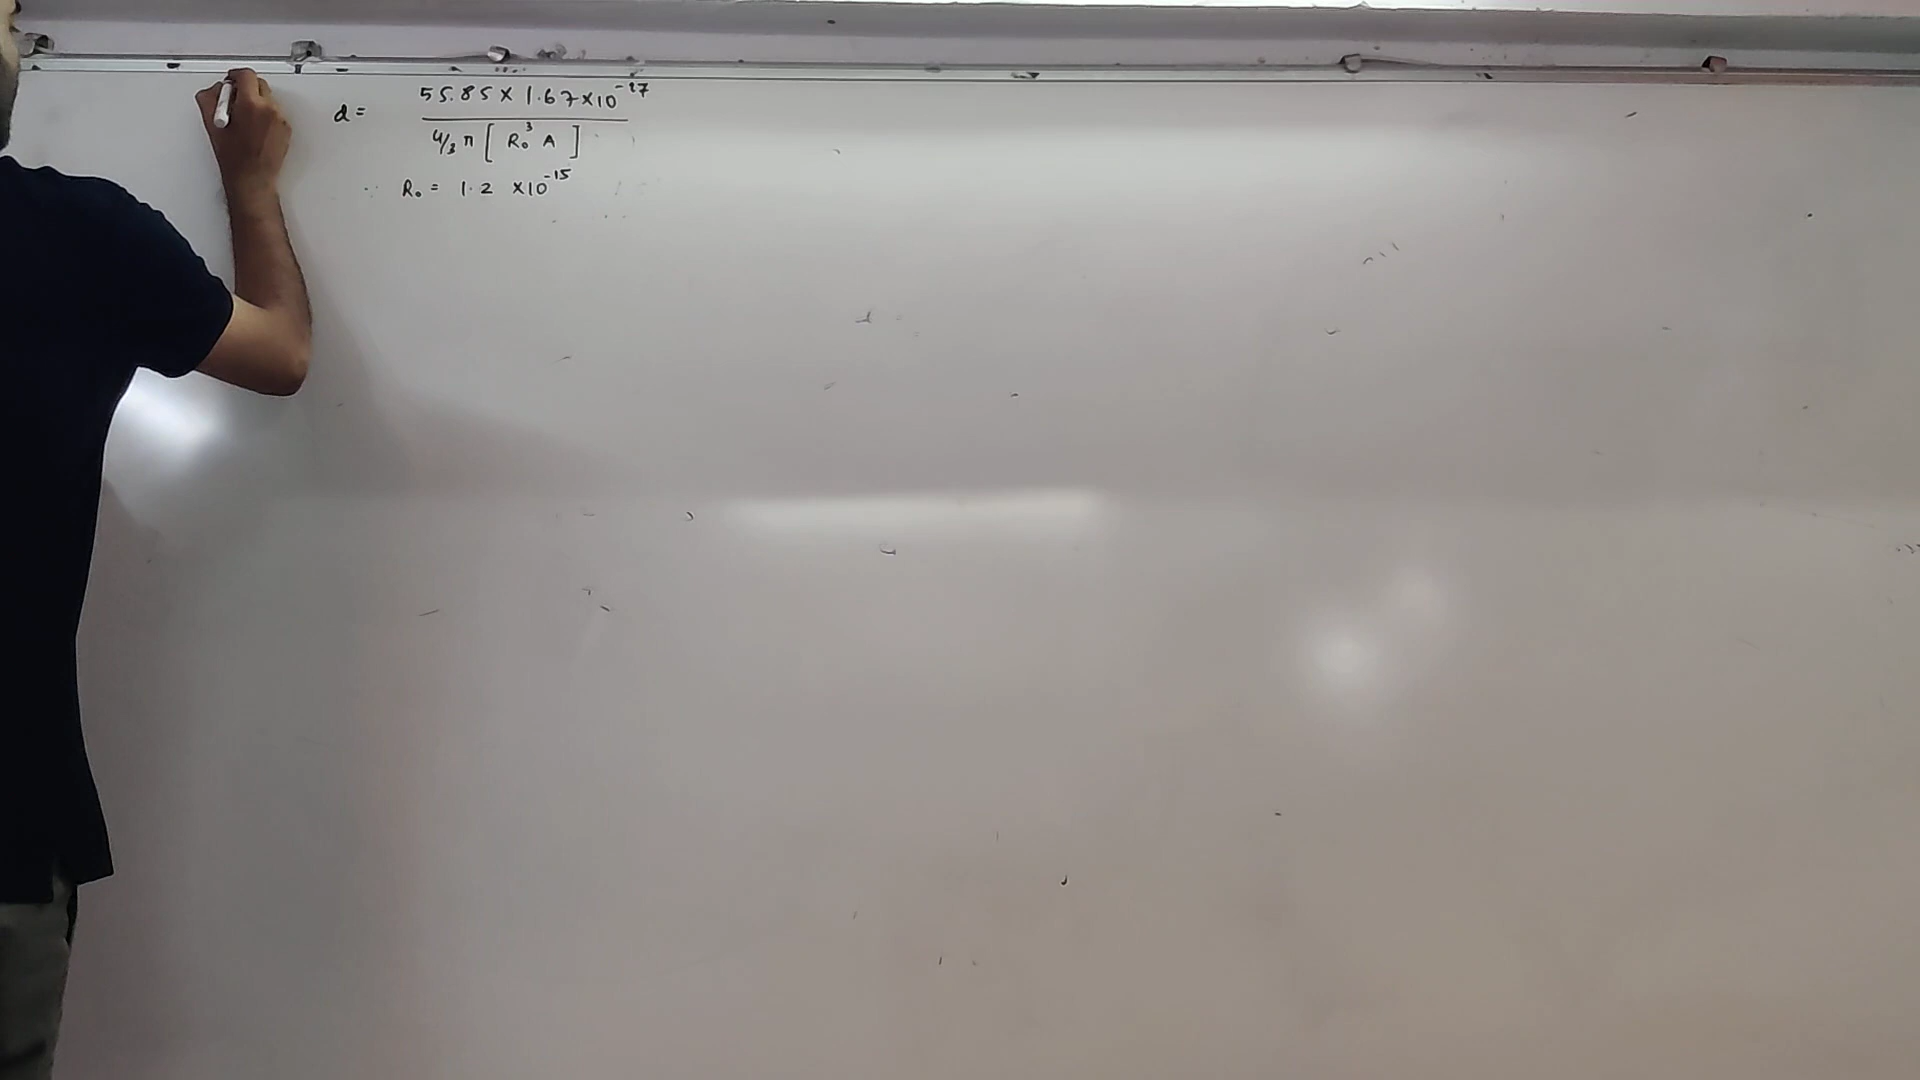 d = 55.85 × 1.67 × 10⁻²⁷
4/3 π [ R₀³ A ]
R₀ = 1.2 × 10⁻¹⁵